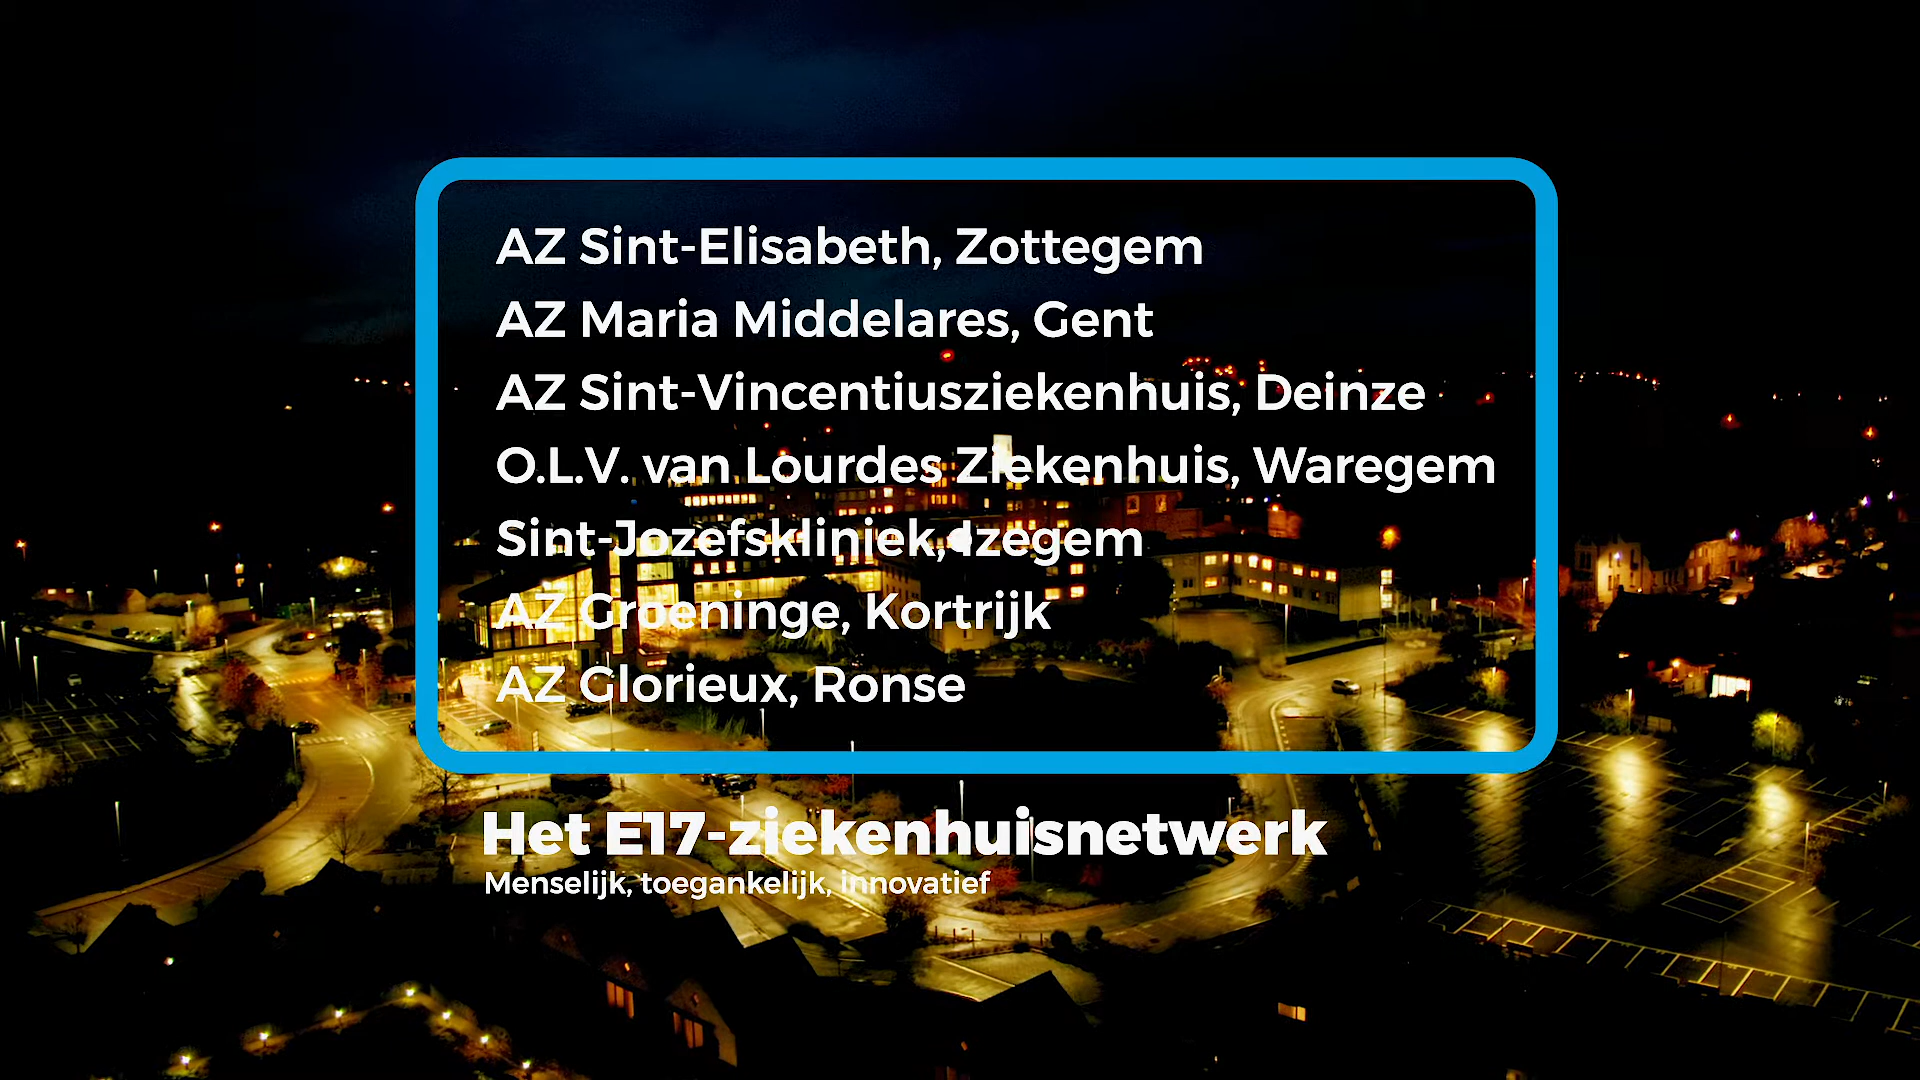 AZ Sint-Elisabeth, Zottegem
AZ Maria Middelares, Gent
AZ Sint-Vincentiusziekenhuis, Deinze
O.L.V. van Lourdes Ziekenhuis, Waregem
Sint-Jozefskliniek, Izegem
AZ Groeninge, Kortrijk
AZ Glorieux, Ronse
Het E17-ziekenhuisnetwerk
Menselijk, toegankelijk, innovatief